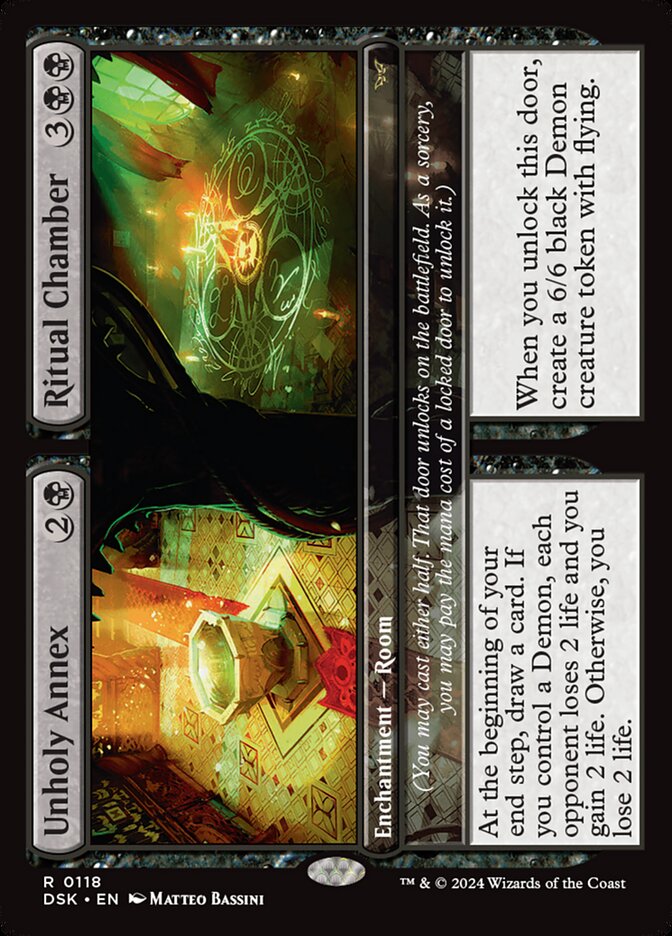 Unholy Annex 2
Enchantment — Room
(You may cast either half. That door unlocks on the battlefield. As a sorcery,
you may pay the mana cost of a locked door to unlock it.)
At the beginning of your
end step, draw a card. If
you control a Demon, each
opponent loses 2 life and you
gain 2 life. Otherwise, you
lose 2 life.
Ritual Chamber 3
When you unlock this door,
create a 6/6 black Demon
creature token with flying.
R 0118
DSK • EN Matteo Bassini
™ & © 2024 Wizards of the Coast